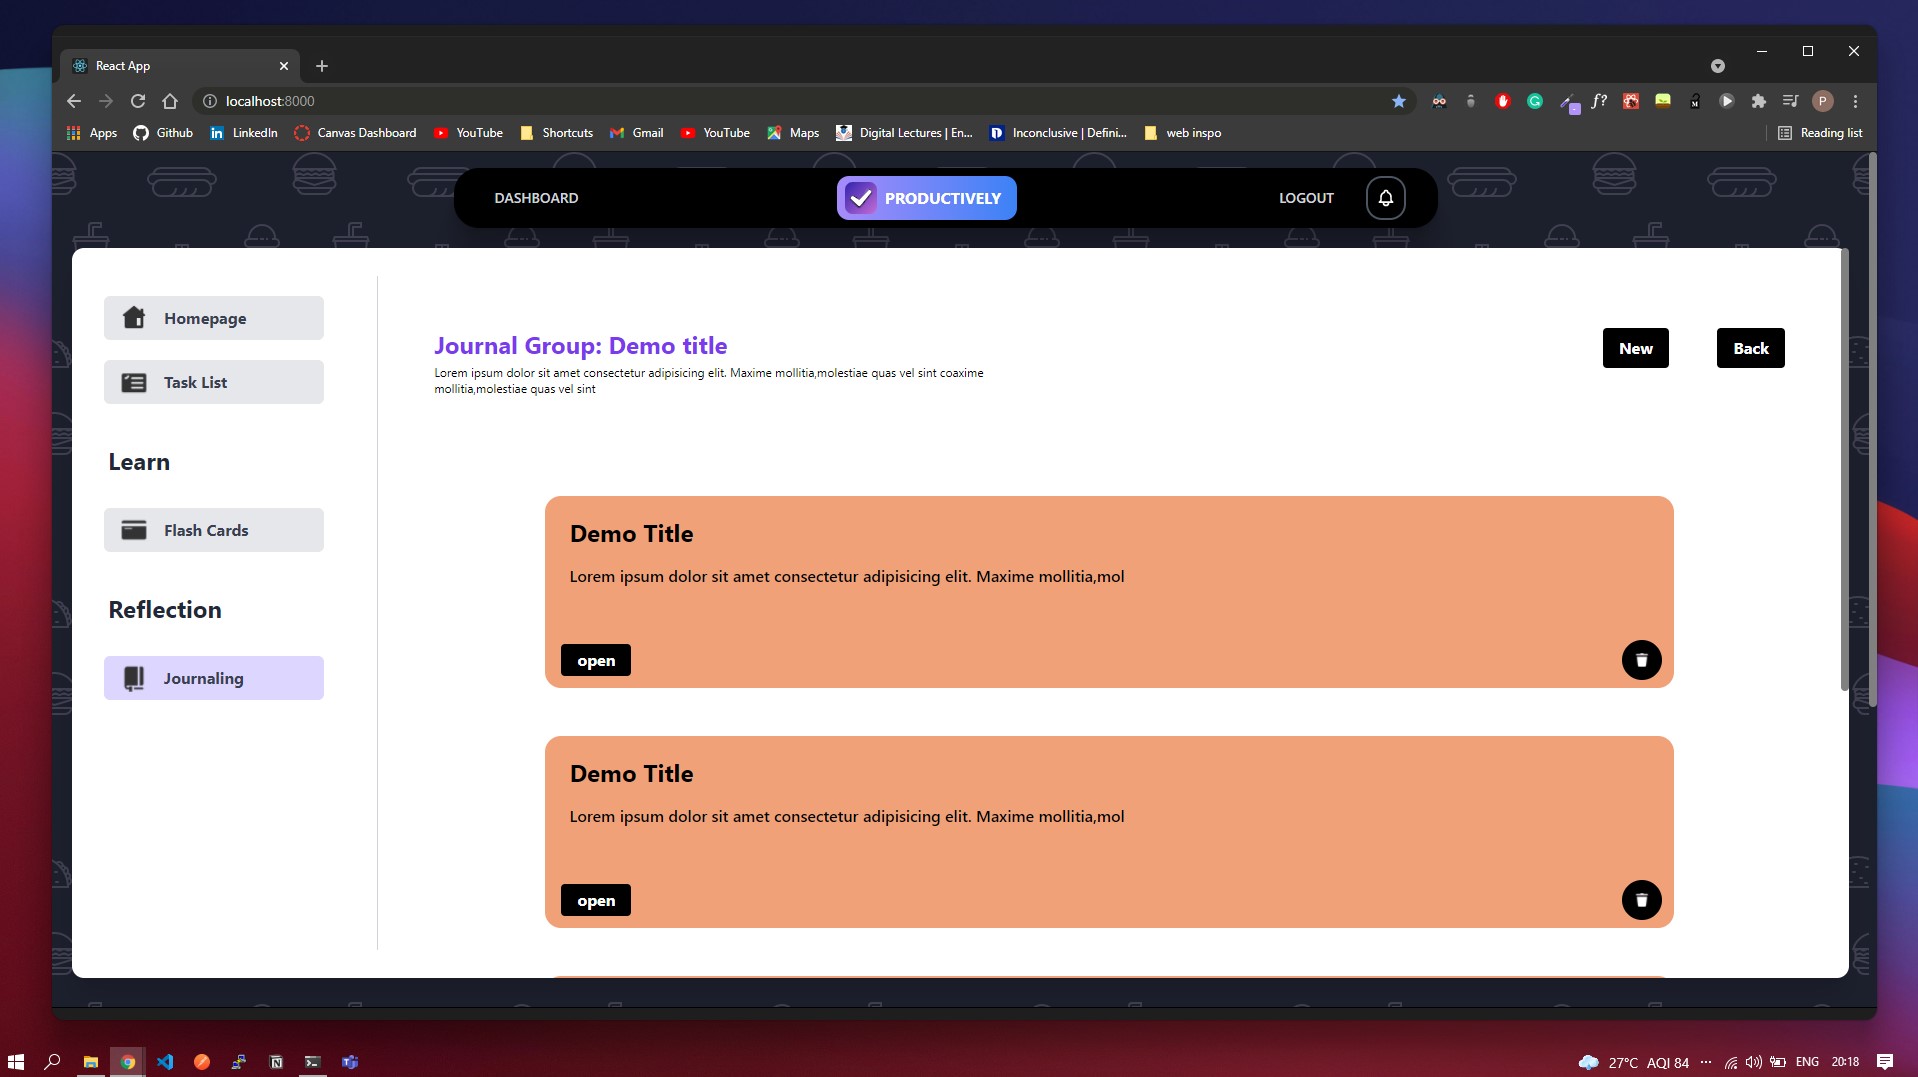 React App
localhost:8000
f?
P
Apps
Github
LinkedIn
Canvas Dashboard
YouTube
Shortcuts
Gmail
YouTube
Maps
Digital Lectures | En...
Inconclusive | Defini...
web inspo
Reading list
DASHBOARD
PRODUCTIVELY
LOGOUT
Homepage
Task List
Learn
Flash Cards
Reflection
Journaling
Journal Group: Demo title
Lorem ipsum dolor sit amet consectetur adipisicing elit. Maxime mollitia,molestiae quas vel sint coaxime
mollitia,molestiae quas vel sint
New
Back
Demo Title
Lorem ipsum dolor sit amet consectetur adipisicing elit. Maxime mollitia,mol
open
Demo Title
Lorem ipsum dolor sit amet consectetur adipisicing elit. Maxime mollitia,mol
open
27°C AQI 84
ENG
20:18